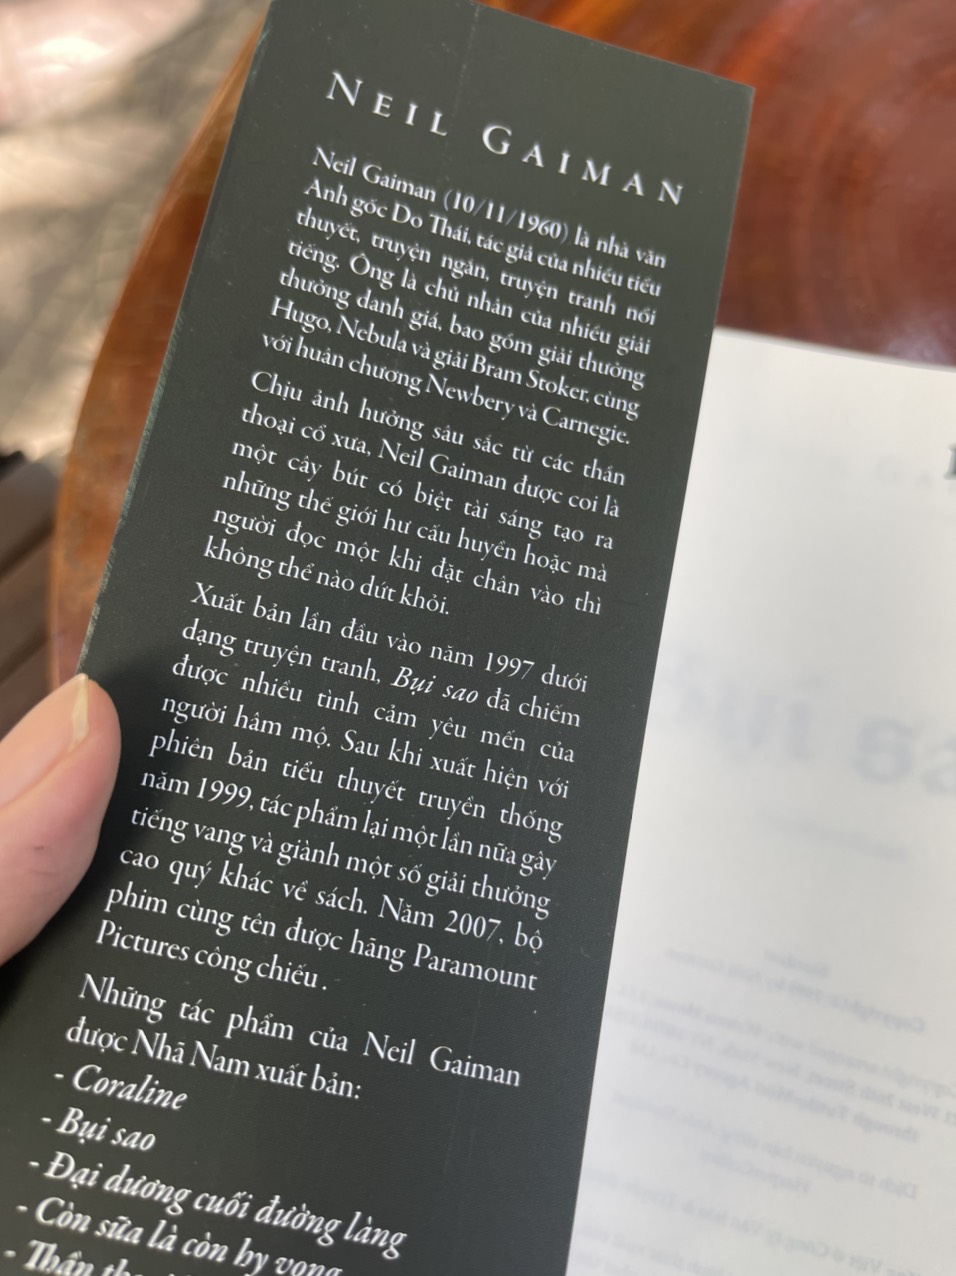 NEIL GAIMAN
Neil Gaiman (10/11/1960) là nhà văn
Anh gốc Do Thái, tác giả của nhiều tiểu
thuyết, truyện ngắn, truyện tranh nổi
tiếng. Ông là chủ nhân của nhiều giải
thưởng danh giá, bao gồm giải thưởng
Hugo, Nebula và giải Bram Stoker, cùng
với huân chương Newbery và Carnegie.
Chịu ảnh hưởng sâu sắc từ các thần
thoại cổ xưa, Neil Gaiman được coi là
một cây bút có biệt tài sáng tạo ra
những thế giới hư cấu huyền hoặc mà
người đọc một khi đặt chân vào thì
không thể nào dứt khỏi.
Xuất bản lần đầu vào năm 1997 dưới
dạng truyện tranh, Bụi sao đã chiếm
được nhiều tình cảm yêu mến của
người hâm mộ. Sau khi xuất hiện với
phiên bản tiểu thuyết truyền thống
năm 1999, tác phẩm lại một lần nữa gây
tiếng vang và giành một số giải thưởng
cao quý khác về sách. Năm 2007, bộ
phim cùng tên được hãng Paramount
Pictures công chiếu.
Những tác phẩm của Neil Gaiman
được Nhã Nam xuất bản:
- Coraline
- Bụi sao
- Đại dương cuối đường làng
- Còn sữa là còn hy vọng
- Thần